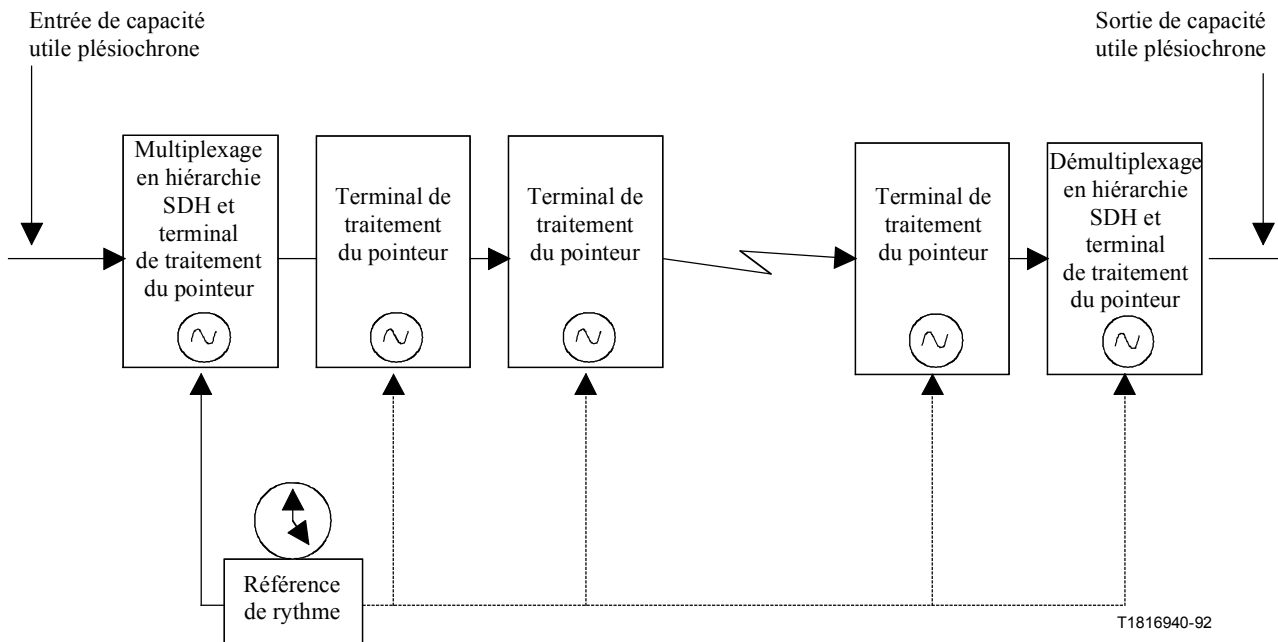 Entrée de capacité
utile plésiochrone
Sortie de capacité
utile plésiochrone
Multiplexage
en hiérarchie
SDH et
terminal
de traitement
du pointeur
Terminal de
traitement
du pointeur
Terminal de
traitement
du pointeur
Terminal de
traitement
du pointeur
Démultiplexage
en hiérarchie
SDH et
terminal
de traitement
du pointeur
Référence
de rythme
T1816940-92